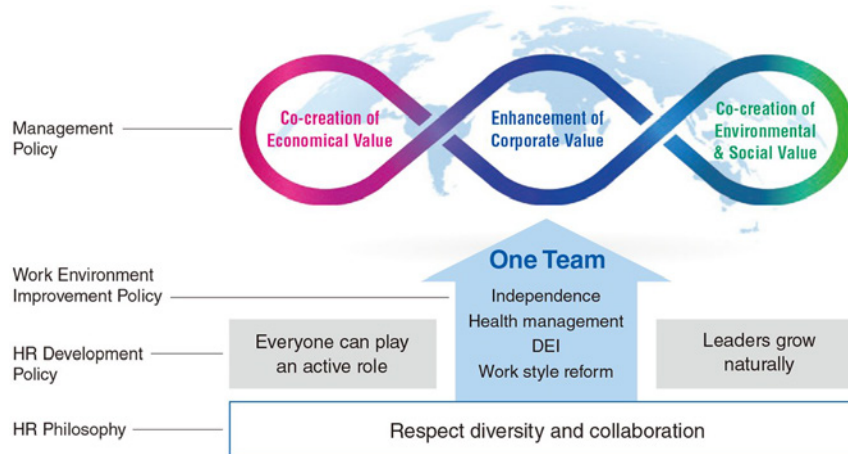 Management
Policy
Co-creation of
Economical Value
Enhancement of
Corporate Value
Co-creation of
Environmental
& Social Value
Work Environment
Improvement Policy
One Team
Independence
Health management
DEI
Work style reform
HR Development
Policy
Everyone can play
an active role
Leaders grow
naturally
HR Philosophy
Respect diversity and collaboration